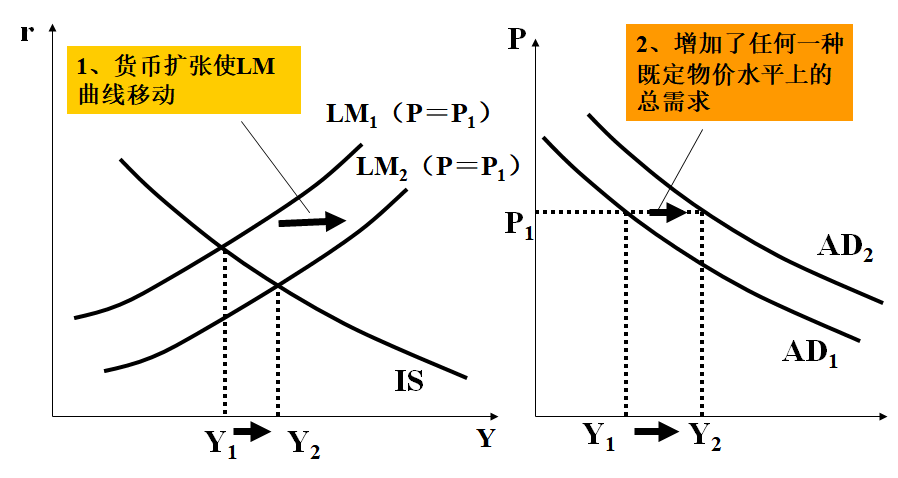 r
1、货币扩张使LM
曲线移动
LM₁（P＝P₁）
LM₂（P＝P₁）
IS
Y₁
Y₂
Y
P
2、增加了任何一种
既定物价水平上的
总需求
P₁
AD₂
AD₁
Y₁
Y₂